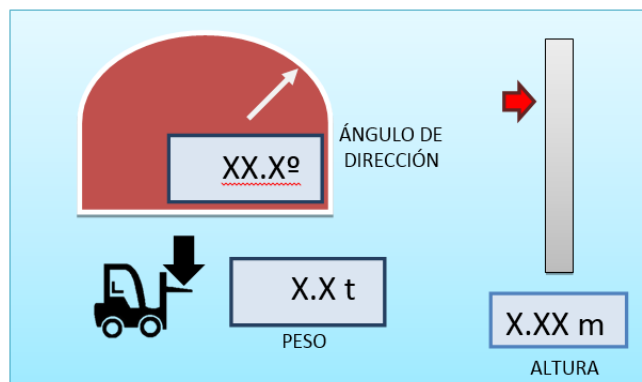 ÁNGULO DE
DIRECCIÓN
XX.Xº
X.X t
PESO
X.XX m
ALTURA